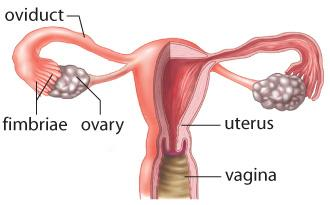 oviduct
fimbriae ovary
uterus
vagina